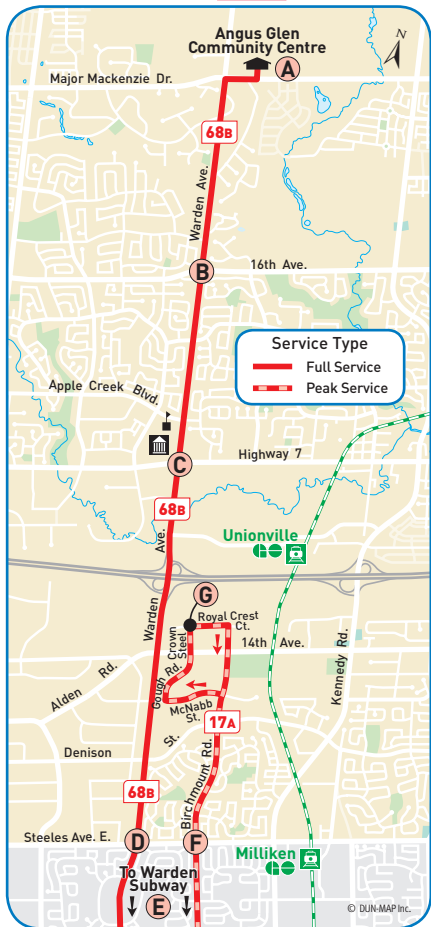 Angus Glen
Community Centre
A
N
Major Mackenzie Dr.
68B
Warden Ave.
B
16th Ave.
Service Type
Full Service
Peak Service
Apple Creek Blvd.
C
Highway 7
68B
Unionville
GO
Warden Ave.
G
Royal Crest
Ct.
Crown
Steel
14th Ave.
Kennedy Rd.
Alden Rd.
Gough Rd.
McNabb
St.
17A
Denison St.
Birchmount Rd.
68B
Steeles Ave. E.
D
F
Milliken
GO
To Warden
Subway
E
© DUN-MAP Inc.